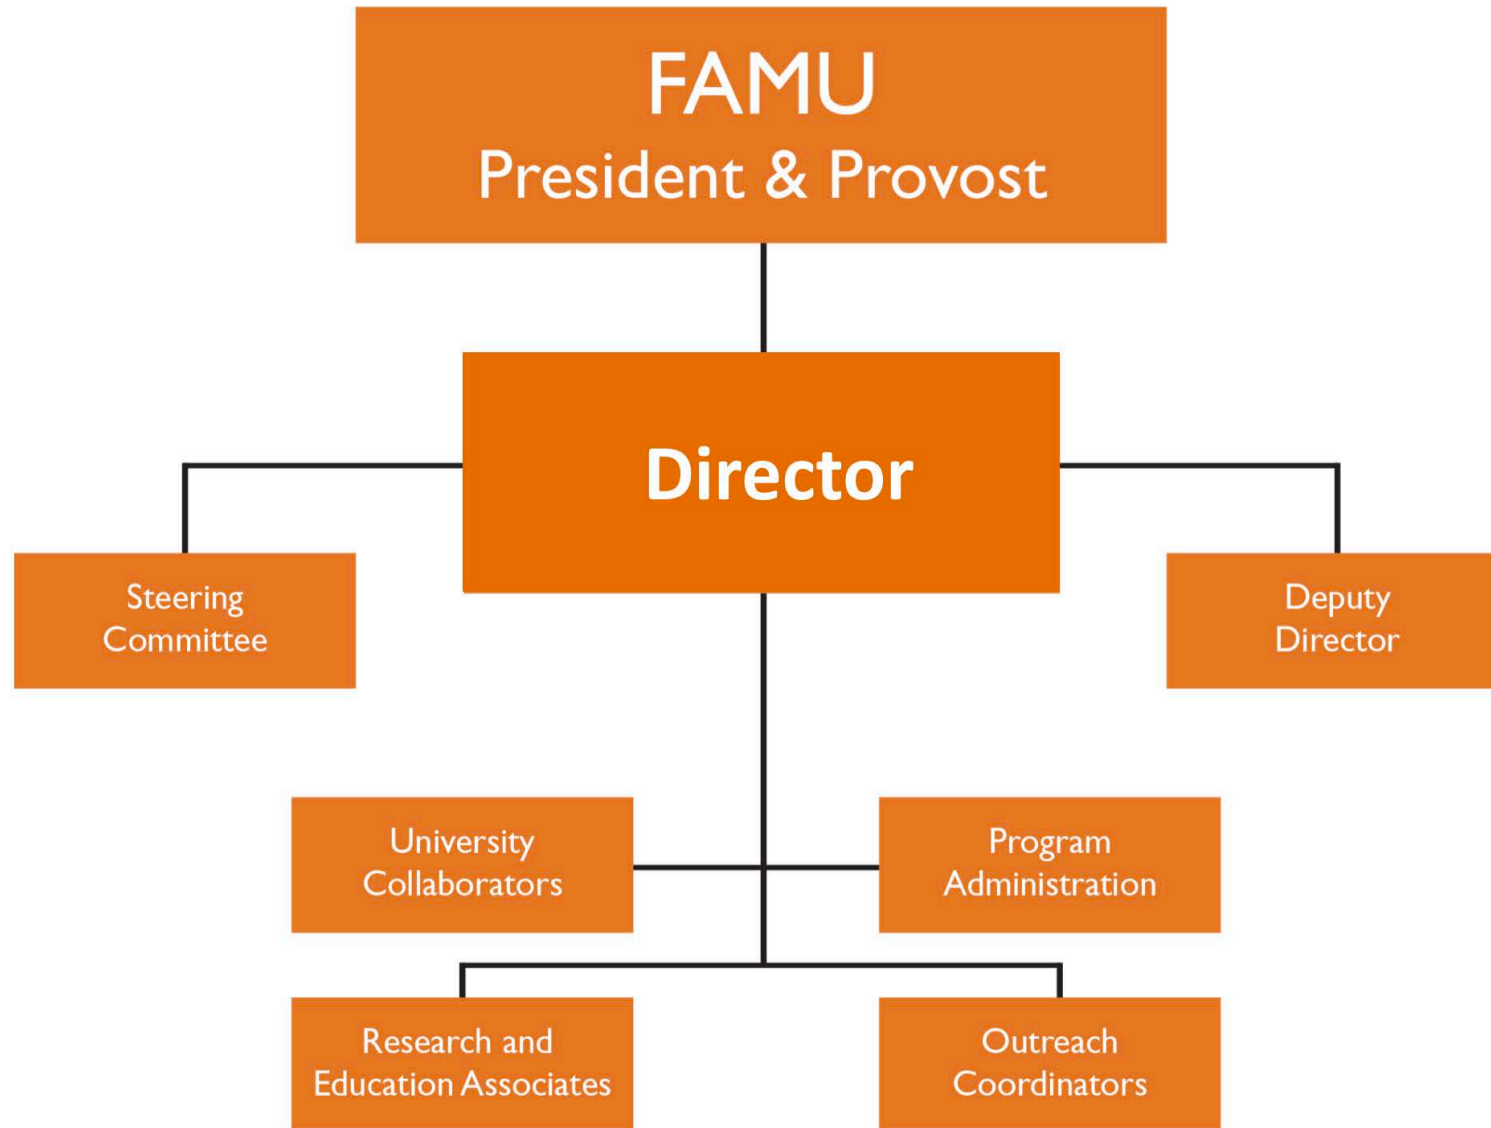 FAMU
President & Provost
Director
Steering
Committee
Deputy
Director
University
Collaborators
Program
Administration
Research and
Education Associates
Outreach
Coordinators